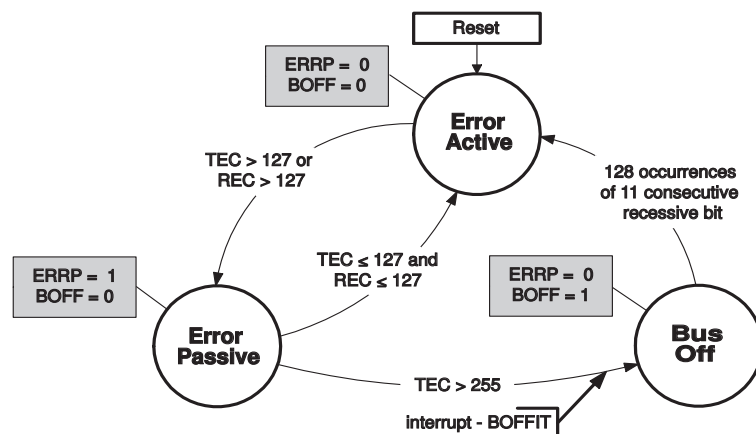 Reset
ERRP = 0
BOFF = 0
Error
Active
TEC > 127 or
REC > 127
128 occurrences
of 11 consecutive
recessive bit
TEC ≤ 127 and
REC ≤ 127
ERRP = 1
BOFF = 0
ERRP = 0
BOFF = 1
Error
Passive
Bus
Off
TEC > 255
interrupt - BOFFIT